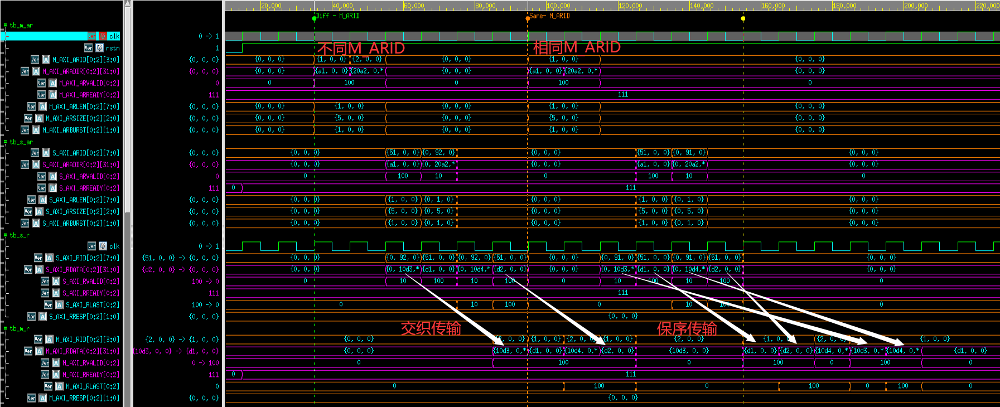 20,000 40,000 60,000 80,000 100,000 120,000 140,000 160,000 180,000 200,000 220,000
Diff - M_ARID Same- M_ARID
tb_m_ar
clk 0 -> 1
不同M_ARID 相同M_ARID
rstn 1
M_AXI_ARID[0:2][3:0] {0, 0, 0} {0, 0, 0} {1, 0, 0} {2, 0, 0} {0, 0, 0} {1, 0, 0} {0, 0, 0}
M_AXI_ARADDR[0:2][31:0] {0, 0, 0} {0, 0, 0} {a1, 0, 0} {20a2, 0,* {0, 0, 0} {a1, 0, 0} {20a2, 0,* {0, 0, 0}
M_AXI_ARVALID[0:2] 0 0 100 0 100 0
M_AXI_ARREADY[0:2] 111 111
M_AXI_ARLEN[0:2][7:0] {0, 0, 0} {0, 0, 0} {1, 0, 0} {0, 0, 0} {1, 0, 0} {0, 0, 0}
M_AXI_ARSIZE[0:2][2:0] {0, 0, 0} {0, 0, 0} {5, 0, 0} {0, 0, 0} {5, 0, 0} {0, 0, 0}
M_AXI_ARBURST[0:2][1:0] {0, 0, 0} {0, 0, 0} {1, 0, 0} {0, 0, 0} {1, 0, 0} {0, 0, 0}
tb_s_ar
S_AXI_ARID[0:2][7:0] {0, 0, 0} {0, 0, 0} {51, 0, 0} {0, 92, 0} {0, 0, 0} {51, 0, 0} {0, 91, 0} {0, 0, 0}
S_AXI_ARADDR[0:2][31:0] {0, 0, 0} {0, 0, 0} {a1, 0, 0} {0, 20a2,* {0, 0, 0} {a1, 0, 0} {0, 20a2,* {0, 0, 0}
S_AXI_ARVALID[0:2] 0 0 100 10 0 100 10 0
S_AXI_ARREADY[0:2] 111 0 111
S_AXI_ARLEN[0:2][7:0] {0, 0, 0} {0, 0, 0} {1, 0, 0} {0, 1, 0} {0, 0, 0} {1, 0, 0} {0, 1, 0} {0, 0, 0}
S_AXI_ARSIZE[0:2][2:0] {0, 0, 0} {0, 0, 0} {5, 0, 0} {0, 5, 0} {0, 0, 0} {5, 0, 0} {0, 5, 0} {0, 0, 0}
S_AXI_ARBURST[0:2][1:0] {0, 0, 0} {0, 0, 0} {1, 0, 0} {0, 1, 0} {0, 0, 0} {1, 0, 0} {0, 1, 0} {0, 0, 0}
tb_s_r
clk 0 -> 1
S_AXI_RID[0:2][7:0] {51, 0, 0} -> {0, 0, 0} {0, 0, 0} {0, 92, 0} {51, 0, 0} {0, 92, 0} {51, 0, 0} {0, 0, 0} {0, 91, 0} {51, 0, 0} {0, 91, 0} {51, 0, 0} {0, 0, 0}
S_AXI_RDATA[0:2][31:0] {d2, 0, 0} -> {0, 0, 0} {0, 0, 0} {0, 10d3,* {d1, 0, 0} {0, 10d4,* {d2, 0, 0} {0, 0, 0} {0, 10d3,* {d1, 0, 0} {0, 10d4,* {d2, 0, 0} {0, 0, 0}
S_AXI_RVALID[0:2] 100 -> 0 0 10 100 10 100 0 10 100 10 100 0
S_AXI_RREADY[0:2] 111 111
S_AXI_RLAST[0:2] 100 -> 0 0 10 100 0 10 100 0
S_AXI_RRESP[0:2][1:0] {0, 0, 0} {0, 0, 0}
tb_m_r
交织传输 保序传输
M_AXI_RID[0:2][3:0] {2, 0, 0} -> {1, 0, 0} {0, 0, 0} {2, 0, 0} {1, 0, 0} {2, 0, 0} {1, 0, 0} {2, 0, 0} {1, 0, 0} {2, 0, 0} {1, 0, 0}
M_AXI_RDATA[0:2][31:0] {10d3, 0, 0} -> {d1, 0, 0} {0, 0, 0} {10d3, 0,* {d1, 0, 0} {10d4, 0,* {d2, 0, 0} {10d3, 0, 0} {d1, 0, 0} {d2, 0, 0} {10d4, 0,* {10d3, 0,* {10d4, 0,* {d1, 0, 0}
M_AXI_RVALID[0:2] 0 -> 100 0 100 0 100 0 100 0
M_AXI_RREADY[0:2] 111 0 111
M_AXI_RLAST[0:2] 0 0 100 0 100 0 100 0
M_AXI_RRESP[0:2][1:0] {0, 0, 0} {0, 0, 0}